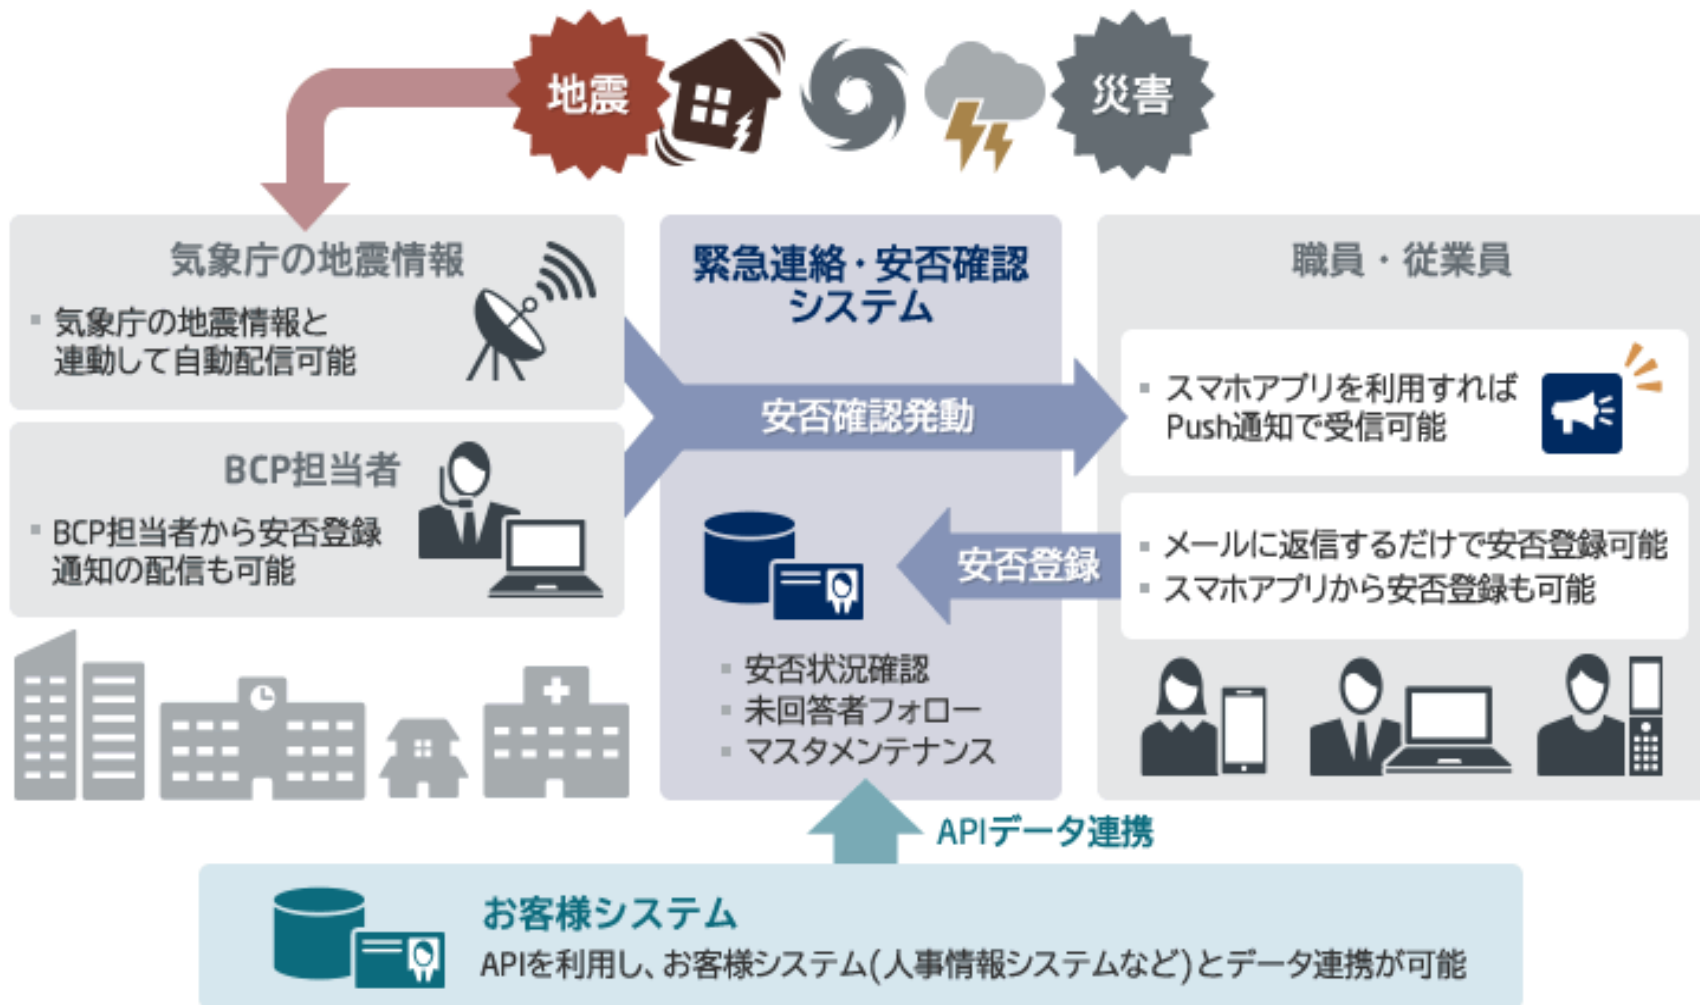 地震
災害
気象庁の地震情報
気象庁の地震情報と
連動して自動配信可能
BCP担当者
BCP担当者から安否登録
通知の配信も可能
緊急連絡・安否確認
システム
安否確認発動
安否登録
安否状況確認
未回答者フォロー
マスタメンテナンス
職員・従業員
スマホアプリを利用すれば
Push通知で受信可能
メールに返信するだけで安否登録可能
スマホアプリから安否登録も可能
APIデータ連携
お客様システム
APIを利用し、お客様システム(人事情報システムなど)とデータ連携が可能